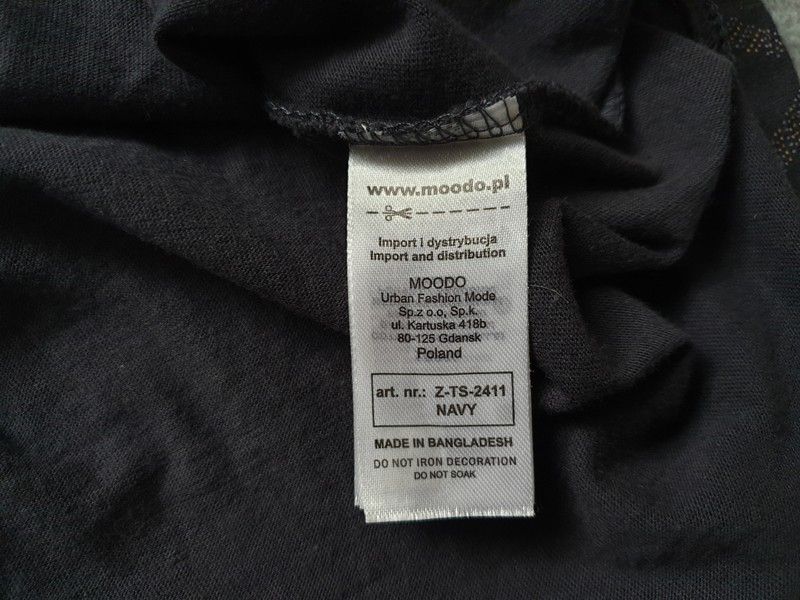 www.moodo.pl
Import i dystrybucja
Import and distribution
MOODO
Urban Fashion Mode
Sp.z o.o, Sp.k.
ul. Kartuska 418b
80-125 Gdansk
Poland
art. nr.: Z-TS-2411
NAVY
MADE IN BANGLADESH
DO NOT IRON DECORATION
DO NOT SOAK